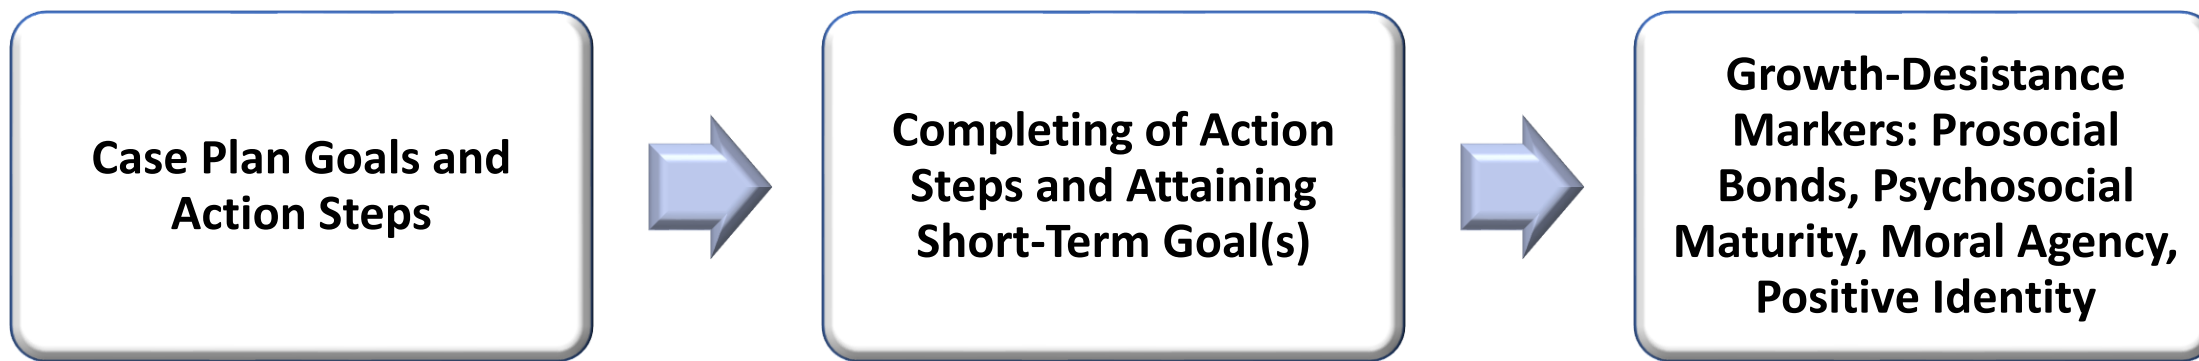 Case Plan Goals and
Action Steps
Completing of Action
Steps and Attaining
Short-Term Goal(s)
Growth-Desistance
Markers: Prosocial
Bonds, Psychosocial
Maturity, Moral Agency,
Positive Identity